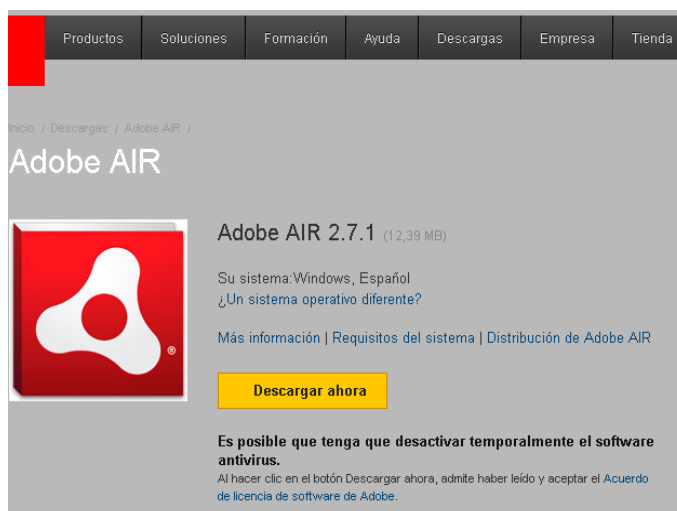 Productos Soluciones Formación Ayuda Descargas Empresa Tienda
Inicio / Descargas / Adobe AIR /
Adobe AIR
Adobe AIR 2.7.1 (12,39 MB)
Su sistema:Windows, Español
¿Un sistema operativo diferente?
Más información | Requisitos del sistema | Distribución de Adobe AIR
®
Descargar ahora
Es posible que tenga que desactivar temporalmente el software
antivirus.
Al hacer clic en el botón Descargar ahora, admite haber leído y aceptar el Acuerdo
de licencia de software de Adobe.